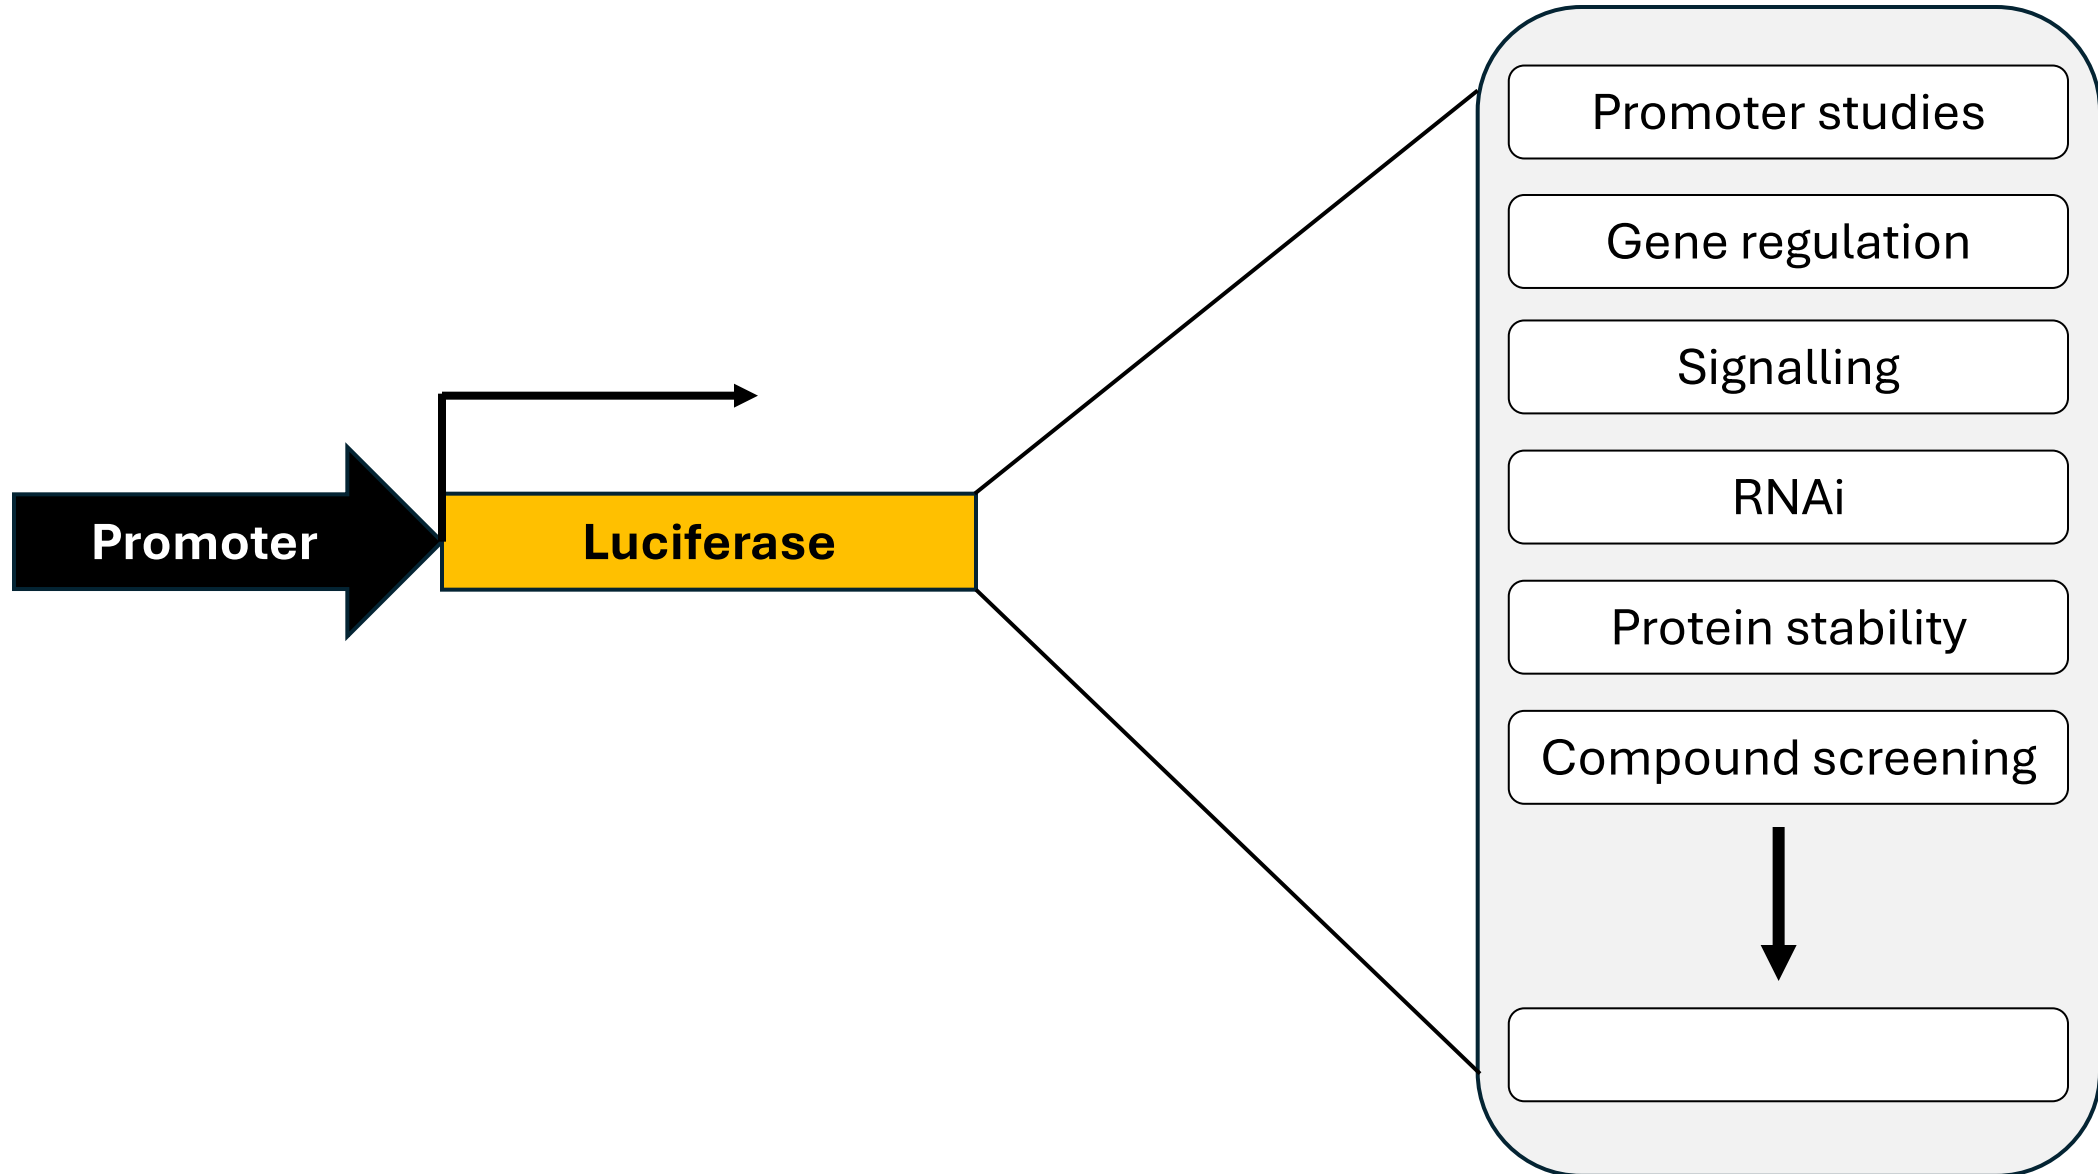 Promoter
Luciferase
Promoter studies
Gene regulation
Signalling
RNAi
Protein stability
Compound screening